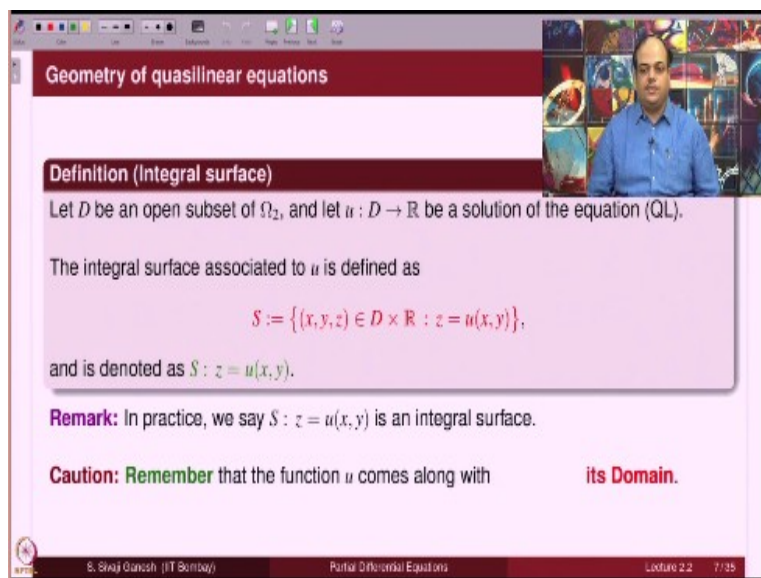 Geometry of quasilinear equations
Definition (Integral surface)
Let D be an open subset of Ω₂, and let u : D → ℝ be a solution of the equation (QL).
The integral surface associated to u is defined as
S := {(x, y, z) ∈ D × ℝ : z = u(x, y)},
and is denoted as S : z = u(x, y).
Remark: In practice, we say S : z = u(x, y) is an integral surface.
Caution: Remember that the function u comes along with its Domain.
NPTEL
S. Sivaji Ganesh (IIT Bombay) Partial Differential Equations Lecture 2.2 7/35